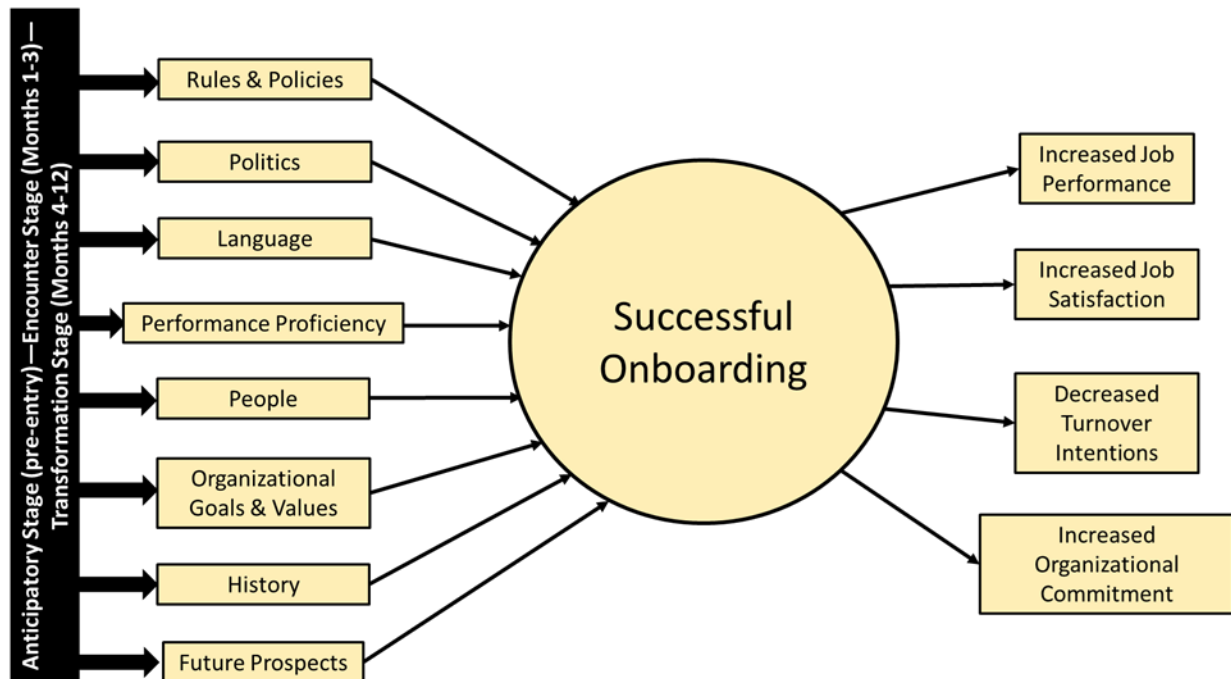 Anticipatory Stage (pre-entry)—Encounter Stage (Months 1-3)—
Transformation Stage (Months 4-12)
Rules & Policies
Politics
Language
Performance Proficiency
People
Organizational
Goals & Values
History
Future Prospects
Successful
Onboarding
Increased Job
Performance
Increased Job
Satisfaction
Decreased
Turnover
Intentions
Increased
Organizational
Commitment